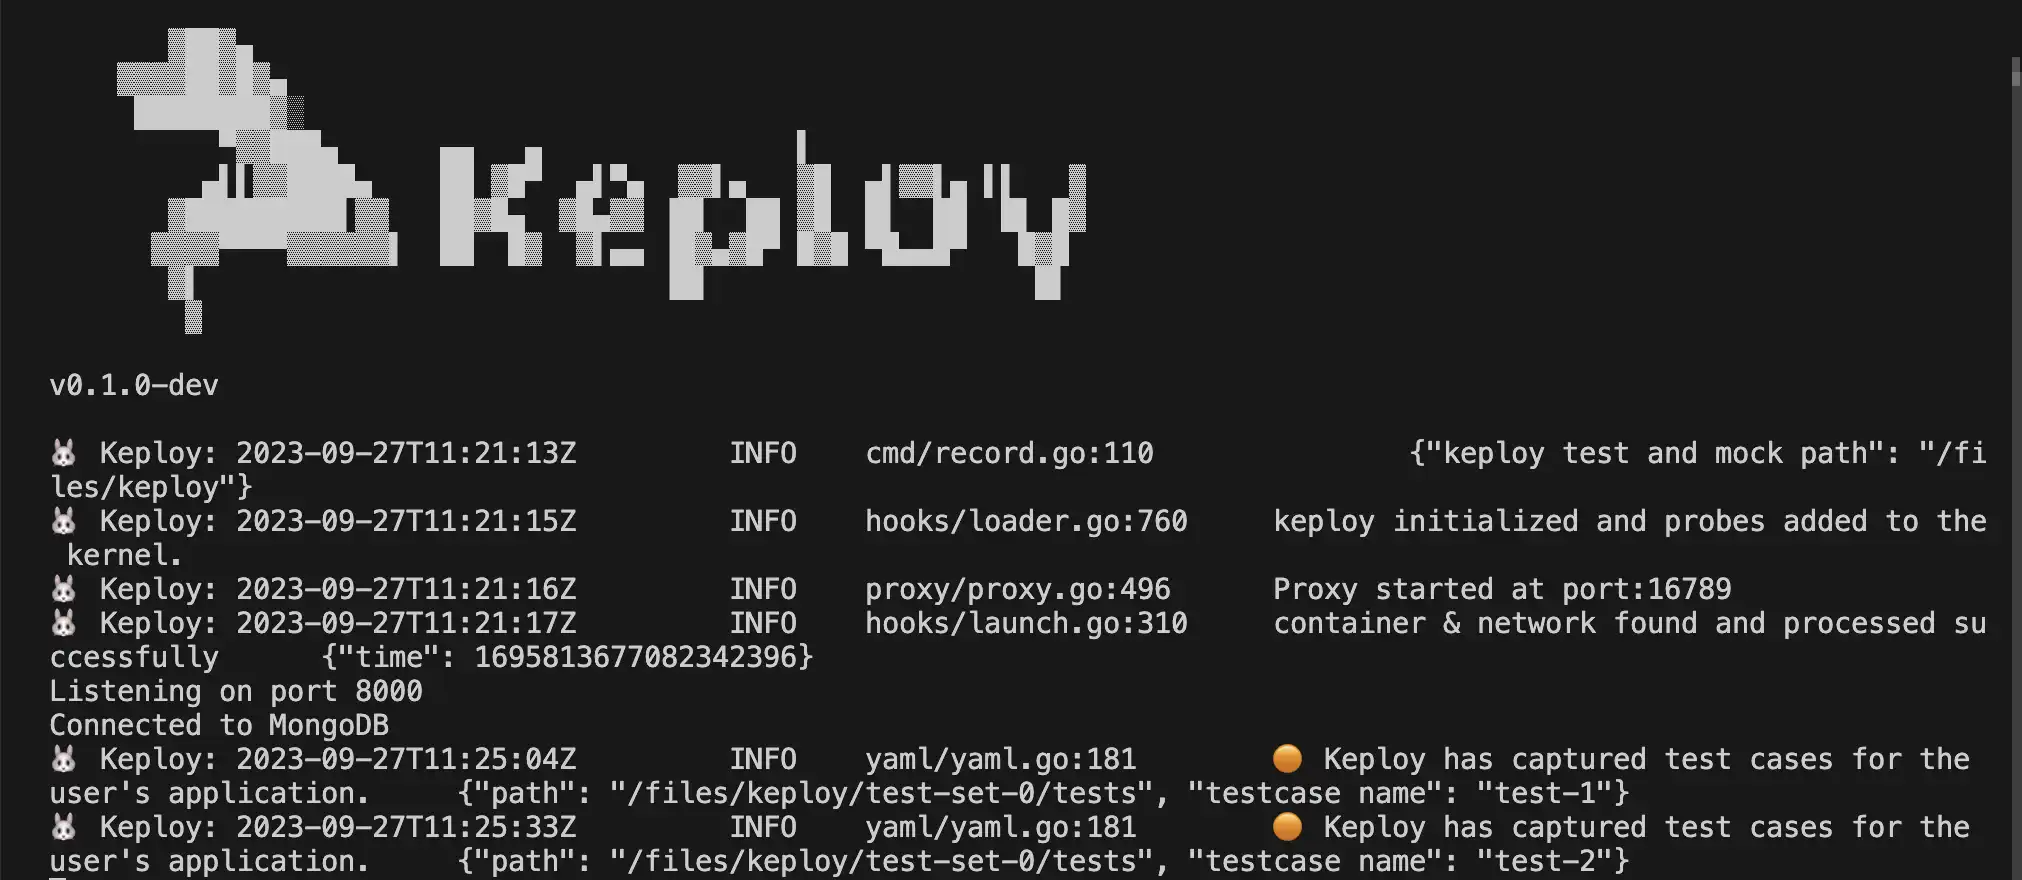 Keploy
v0.1.0-dev
🐰 Keploy: 2023-09-27T11:21:13Z INFO cmd/record.go:110 {"keploy test and mock path": "/fi
les/keploy"}
🐰 Keploy: 2023-09-27T11:21:15Z INFO hooks/loader.go:760 keploy initialized and probes added to the
kernel.
🐰 Keploy: 2023-09-27T11:21:16Z INFO proxy/proxy.go:496 Proxy started at port:16789
🐰 Keploy: 2023-09-27T11:21:17Z INFO hooks/launch.go:310 container & network found and processed su
ccessfully {"time": 1695813677082342396}
Listening on port 8000
Connected to MongoDB
🐰 Keploy: 2023-09-27T11:25:04Z INFO yaml/yaml.go:181 🟠 Keploy has captured test cases for the
user's application. {"path": "/files/keploy/test-set-0/tests", "testcase name": "test-1"}
🐰 Keploy: 2023-09-27T11:25:33Z INFO yaml/yaml.go:181 🟠 Keploy has captured test cases for the
user's application. {"path": "/files/keploy/test-set-0/tests", "testcase name": "test-2"}